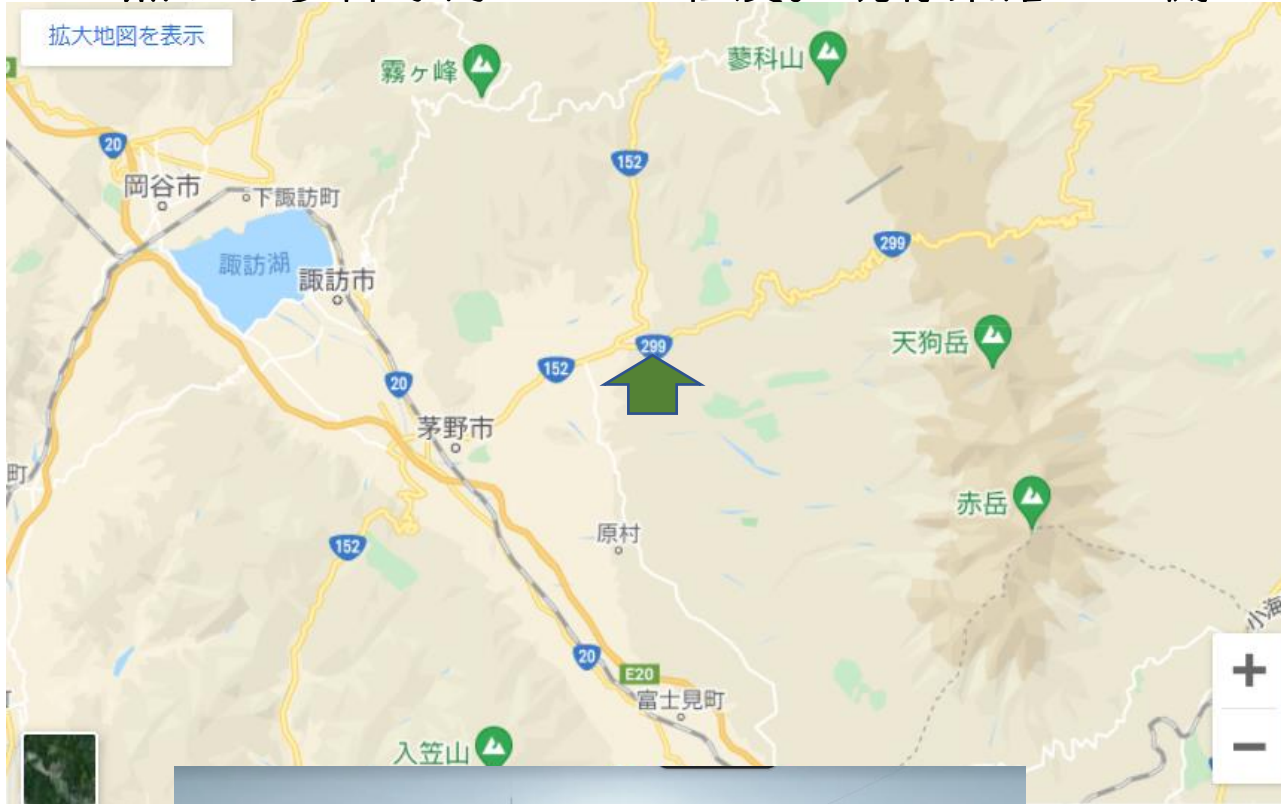 拡大地図を表示
霧ヶ峰
蓼科山
20
152
岡谷市
下諏訪町
299
諏訪湖
諏訪市
天狗岳
299
152
20
茅野市
町
赤岳
原村
152
小海
20
E20
富士見町
入笠山